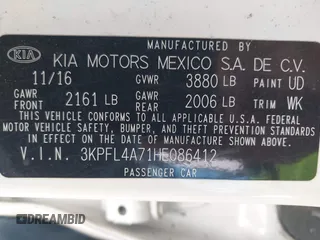 KIA KIA MOTORS MEXICO S.A. DE C.V.
11/16 GVWR 3880 LB PAINT UD
GAWR FRONT 2161 LB GAWR REAR 2006 LB TRIM WK
THIS VEHICLE CONFORMS TO ALL APPLICABLE U.S. FEDERAL
MOTOR VEHICLE SAFETY, BUMPER, AND THEFT PREVENTION
STANDARDS IN EFFECT ON THE DATE OF MANUFACTURE SHOWN ABOVE.
V.I.N. 3KPFL4A71HE086412
PASSENGER CAR
DREAMBID